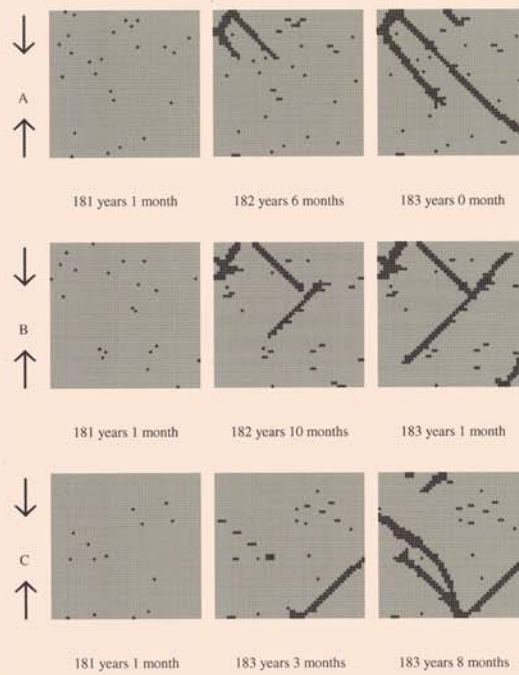 A
181 years 1 month 182 years 6 months 183 years 0 month
B
181 years 1 month 182 years 10 months 183 years 1 month
C
181 years 1 month 183 years 3 months 183 years 8 months